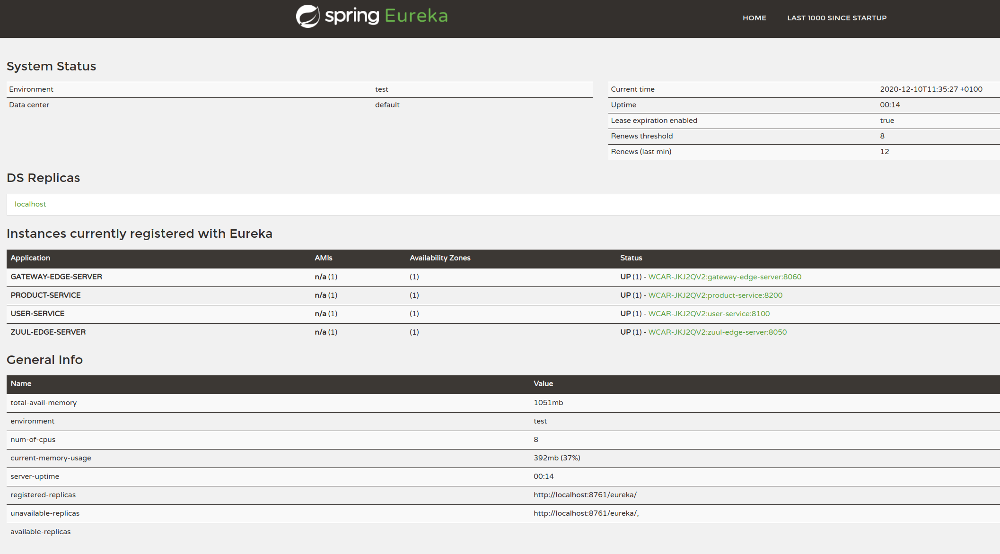 spring Eureka
HOME LAST 1000 SINCE STARTUP
System Status
Environment test
Data center default
Current time 2020-12-10T11:35:27 +0100
Uptime 00:14
Lease expiration enabled true
Renews threshold 8
Renews (last min) 12
DS Replicas
localhost
Instances currently registered with Eureka
Application AMIs Availability Zones Status
GATEWAY-EDGE-SERVER n/a (1) (1) UP (1) - WCAR-JKJ2QV2:gateway-edge-server:8060
PRODUCT-SERVICE n/a (1) (1) UP (1) - WCAR-JKJ2QV2:product-service:8200
USER-SERVICE n/a (1) (1) UP (1) - WCAR-JKJ2QV2:user-service:8100
ZUUL-EDGE-SERVER n/a (1) (1) UP (1) - WCAR-JKJ2QV2:zuul-edge-server:8050
General Info
Name Value
total-avail-memory 1051mb
environment test
num-of-cpus 8
current-memory-usage 392mb (37%)
server-uptime 00:14
registered-replicas http://localhost:8761/eureka/
unavailable-replicas http://localhost:8761/eureka/,
available-replicas